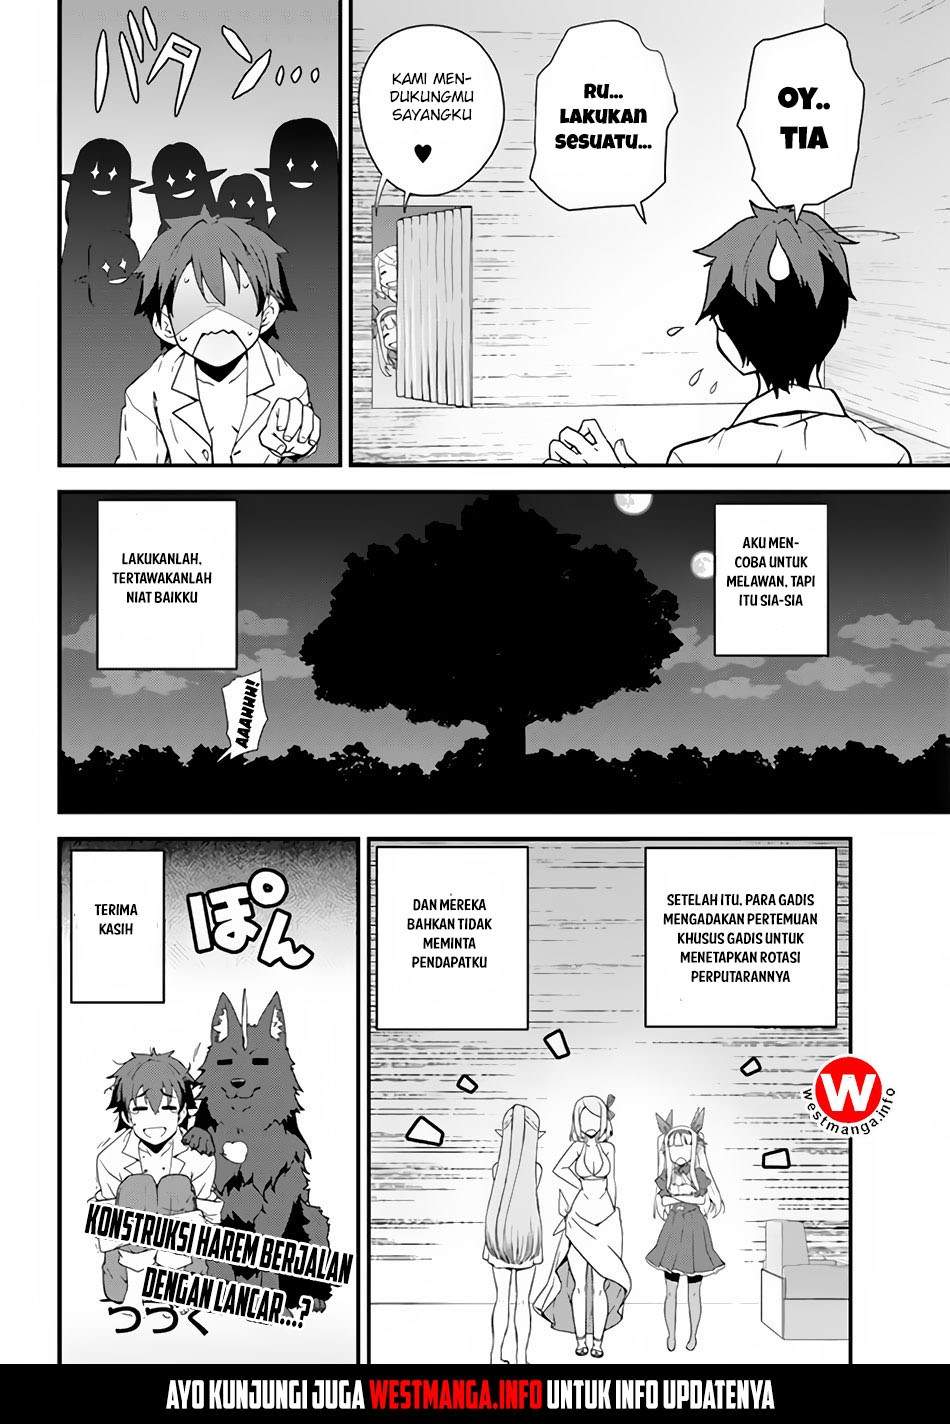 OY..
TIA
RU...
LAKUKAN
SESUATU...
KAMI MEN-
DUKUNGMU
SAYANGKU
♥
バタン...
AKU MEN-
COBA UNTUK
MELAWAN, TAPI
ITU SIA-SIA
LAKUKANLAH,
TERTAWAKANLAH
NIAT BAIKKU
AAAHHH!
SETELAH ITU, PARA GADIS
MENGADAKAN PERTEMUAN
KHUSUS GADIS UNTUK
MENETAPKAN ROTASI
PERPUTARANNYA
DAN MEREKA
BAHKAN TIDAK
MEMINTA
PENDAPATKU
TERIMA
KASIH
ぽん
KONSTRUKSI HAREM BERJALAN
DENGAN LANCAR...?
つづく
W
westmanga.info
AYO KUNJUNGI JUGA WESTMANGA.INFO UNTUK INFO UPDATENYA